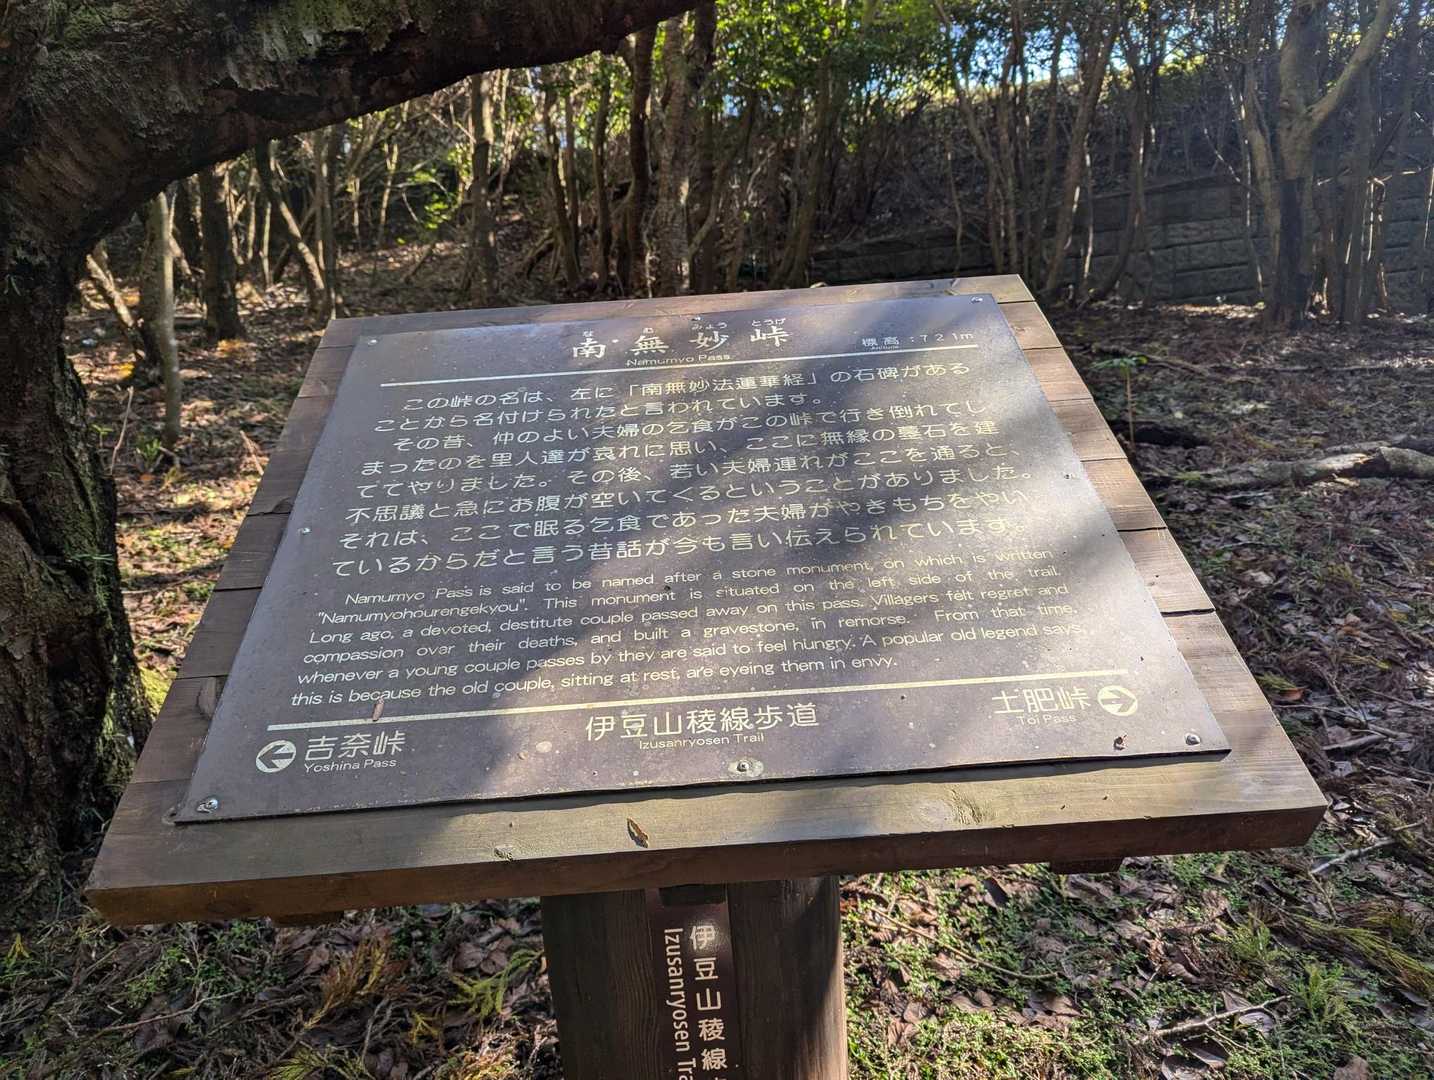 な む みょう とうげ
南無妙峠
Namumyo Pass
標高:721m
Altitude
この峠の名は、左に「南無妙法蓮華経」の石碑がある
ことから名付けられたと言われています。
その昔、仲のよい夫婦の乞食がこの峠で行き倒れてし
まったのを里人達が哀れに思い、ここに無縁の墓石を建
ててやりました。その後、若い夫婦連れがここを通ると、
不思議と急にお腹が空いてくるということがありました。
それは、ここで眠る乞食であった夫婦がやきもちをやい
ているからだと言う昔話が今も言い伝えられています。
Namumyo Pass is said to be named after a stone monument, on which is written
"Namumyohourengekyou". This monument is situated on the left side of the trail.
Long ago, a devoted, destitute couple passed away on this pass. Villagers felt regret and
compassion over their deaths, and built a gravestone, in remorse. From that time,
whenever a young couple passes by they are said to feel hungry. A popular old legend says,
this is because the old couple, sitting at rest, are eyeing them in envy.
吉奈峠
Yoshina Pass
伊豆山稜線歩道
Izusanryosen Trail
土肥峠
Toi Pass
伊豆山稜線
Izusanryosen Tra